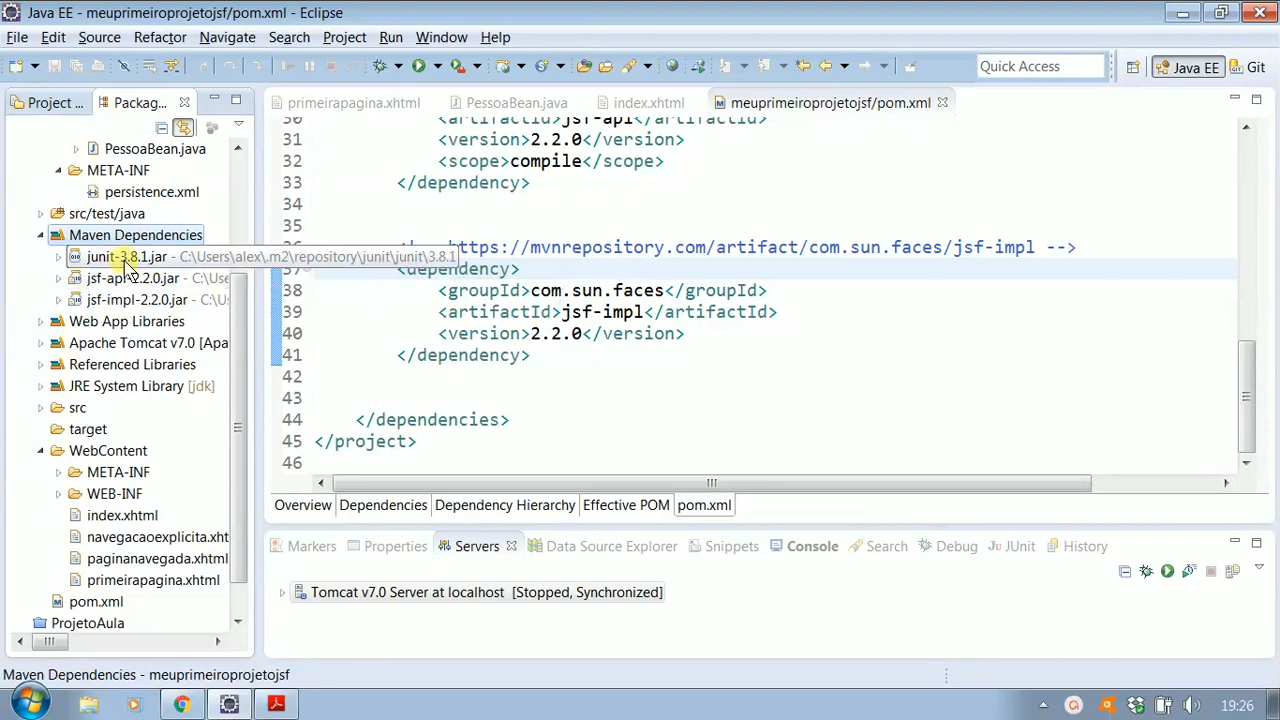 Java EE - meuprimeiroprojetojsf/pom.xml - Eclipse
File Edit Source Refactor Navigate Search Project Run Window Help
Quick Access
Java EE
Git
Project ...
Packag...
primeirapagina.xhtml
PessoaBean.java
index.xhtml
meuprimeiroprojetojsf/pom.xml
PessoaBean.java
META-INF
persistence.xml
src/test/java
Maven Dependencies
junit-3.8.1.jar - C:\Users\alex\.m2\repository\junit\junit\3.8.1
jsf-api-2.2.0.jar - C:\Use
jsf-impl-2.2.0.jar - C:\Us
Web App Libraries
Apache Tomcat v7.0 [Apa
Referenced Libraries
JRE System Library [jdk]
src
target
WebContent
META-INF
WEB-INF
index.xhtml
navegacaoexplicita.xht
paginanavegada.xhtml
primeirapagina.xhtml
pom.xml
ProjetoAula
30 <artifactId>jsf-api</artifactId>
31 <version>2.2.0</version>
32 <scope>compile</scope>
33 </dependency>
34
35
36 https://mvnrepository.com/artifact/com.sun.faces/jsf-impl -->
37 <dependency>
38 <groupId>com.sun.faces</groupId>
39 <artifactId>jsf-impl</artifactId>
40 <version>2.2.0</version>
41 </dependency>
42
43
44 </dependencies>
45 </project>
46
Overview Dependencies Dependency Hierarchy Effective POM pom.xml
Markers Properties Servers Data Source Explorer Snippets Console Search Debug JUnit History
Tomcat v7.0 Server at localhost [Stopped, Synchronized]
Maven Dependencies - meuprimeiroprojetojsf
19:26